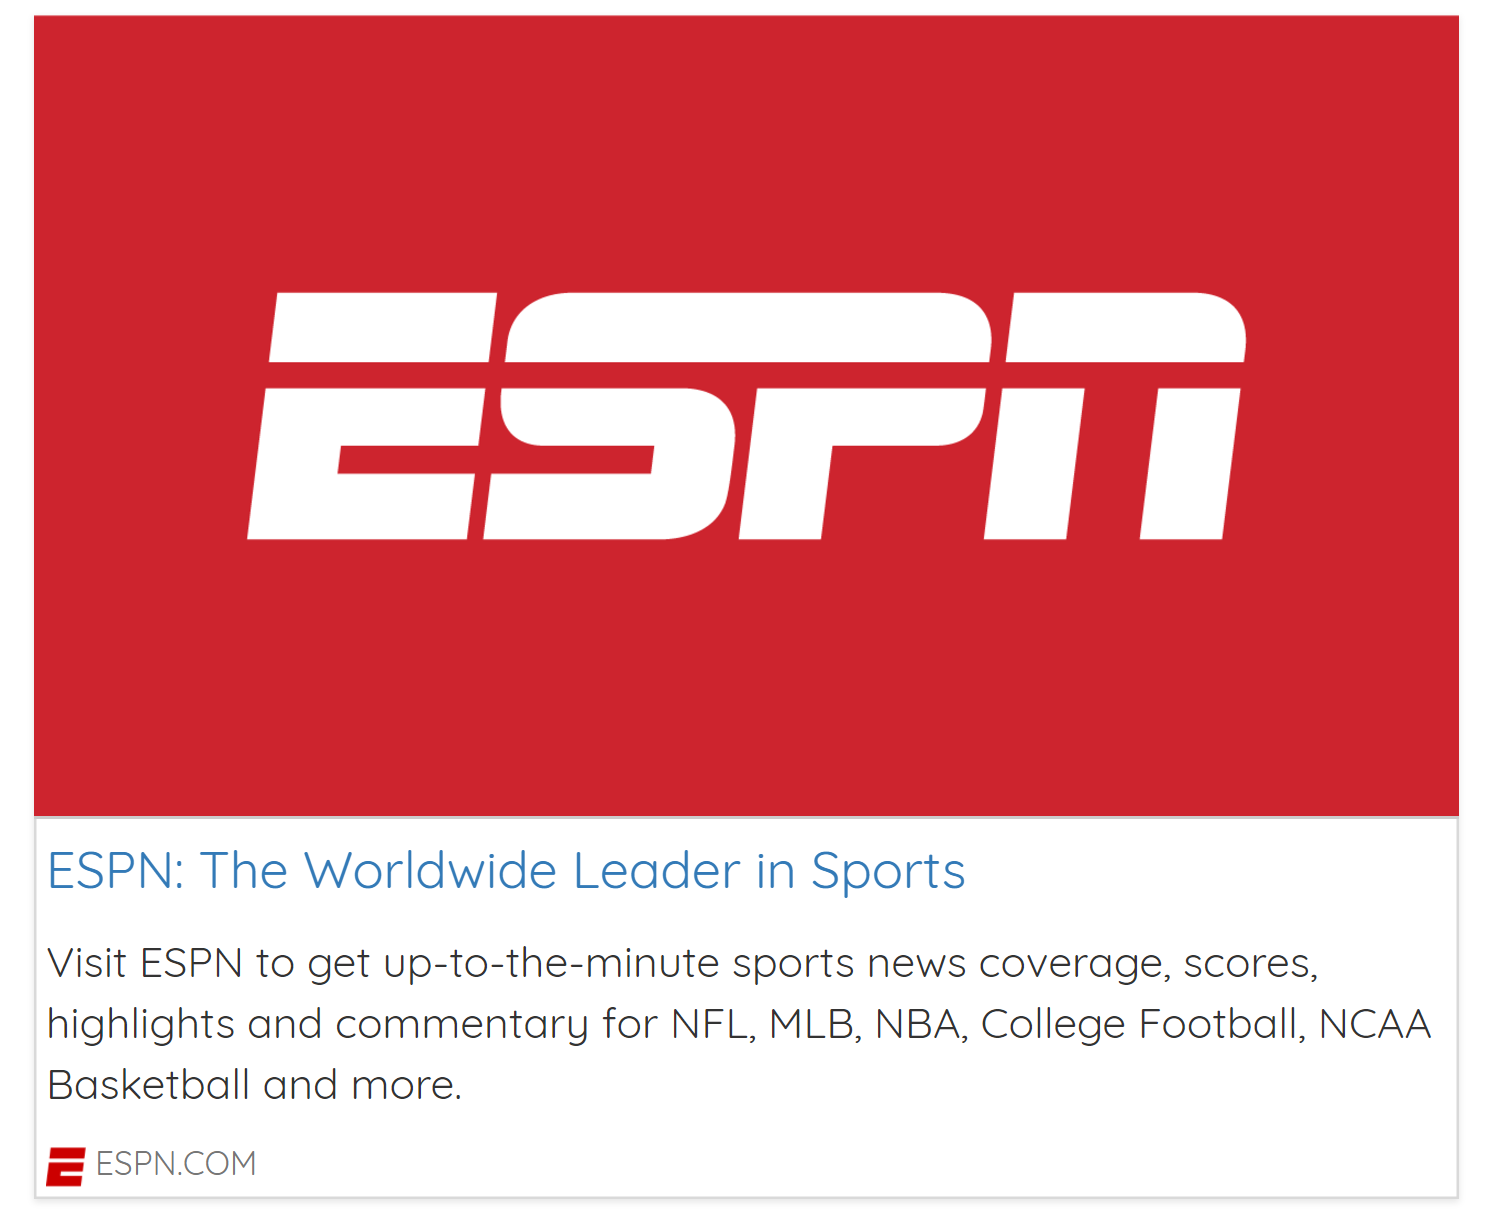 ESPN
ESPN: The Worldwide Leader in Sports
Visit ESPN to get up-to-the-minute sports news coverage, scores,
highlights and commentary for NFL, MLB, NBA, College Football, NCAA
Basketball and more.
E ESPN.COM